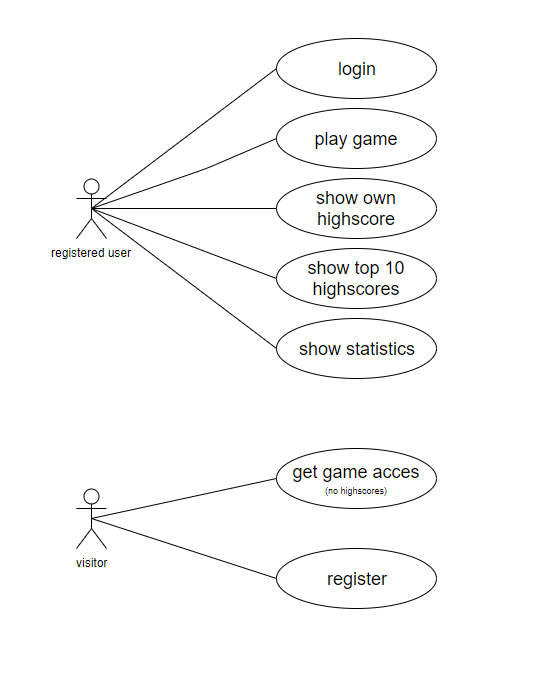 login
play game
show own
highscore
show top 10
highscores
show statistics
registered user
get game acces
(no highscores)
register
visitor